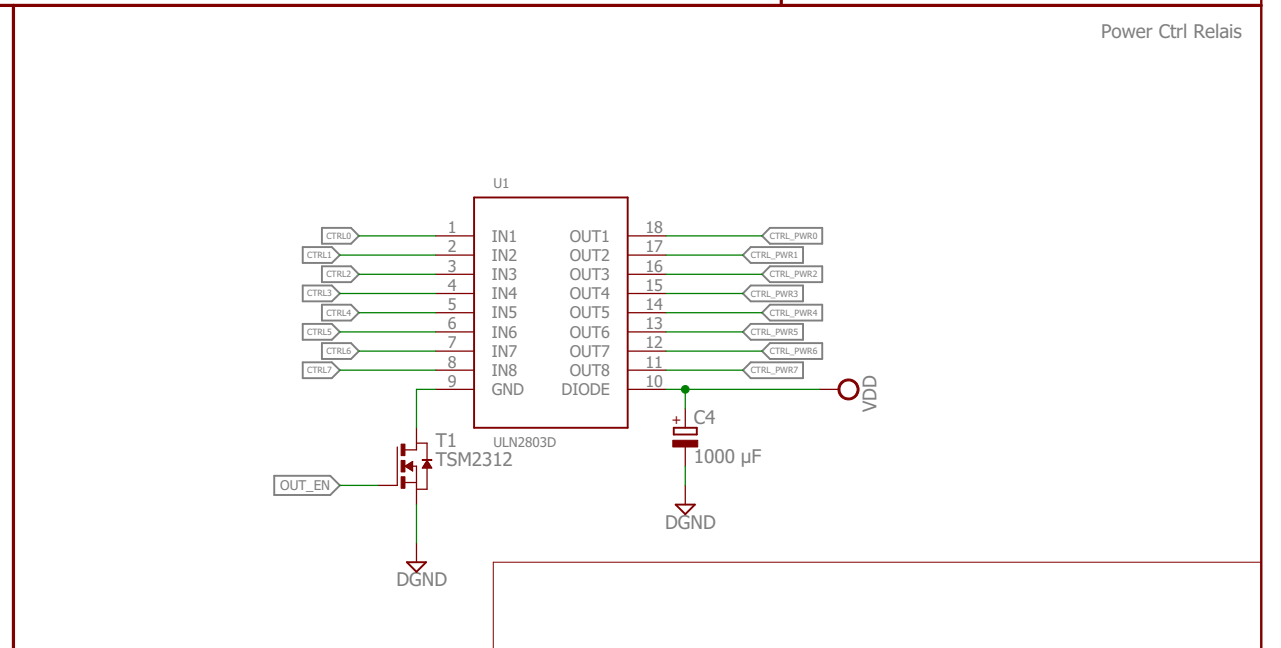 Power Ctrl Relais
U1
CTRL0 1 IN1 OUT1 18 CTRL_PWR0
CTRL1 2 IN2 OUT2 17 CTRL_PWR1
CTRL2 3 IN3 OUT3 16 CTRL_PWR2
CTRL3 4 IN4 OUT4 15 CTRL_PWR3
CTRL4 5 IN5 OUT5 14 CTRL_PWR4
CTRL5 6 IN6 OUT6 13 CTRL_PWR5
CTRL6 7 IN7 OUT7 12 CTRL_PWR6
CTRL7 8 IN8 OUT8 11 CTRL_PWR7
9 GND DIODE 10 VDD
+ C4
1000 µF
T1
TSM2312
ULN2803D
OUT_EN
DGND
DGND